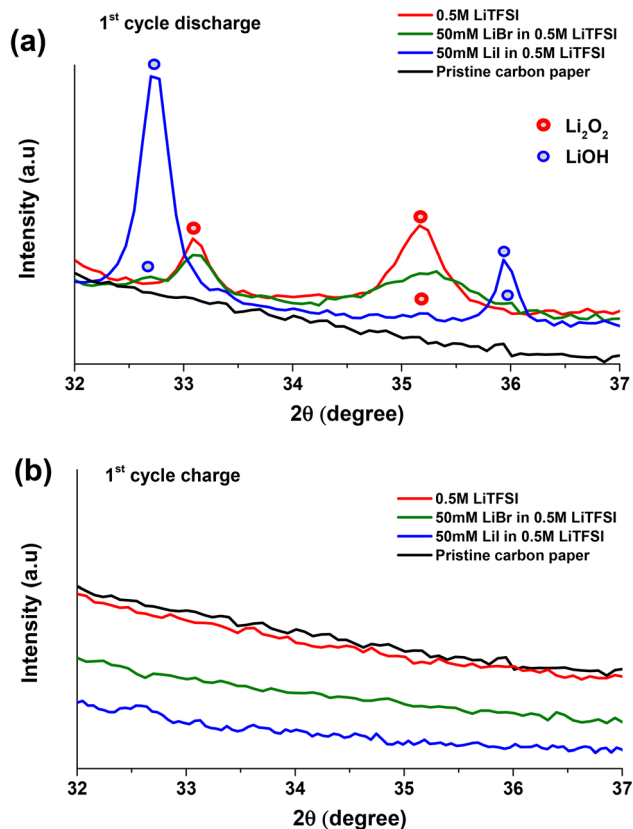 (a)
1st cycle discharge
0.5M LiTFSI
50mM LiBr in 0.5M LiTFSI
50mM LiI in 0.5M LiTFSI
Pristine carbon paper
Li2O2
LiOH
Intensity (a.u)
32 33 34 35 36 37
2θ (degree)
(b)
1st cycle charge
0.5M LiTFSI
50mM LiBr in 0.5M LiTFSI
50mM LiI in 0.5M LiTFSI
Pristine carbon paper
Intensity (a.u)
32 33 34 35 36 37
2θ (degree)